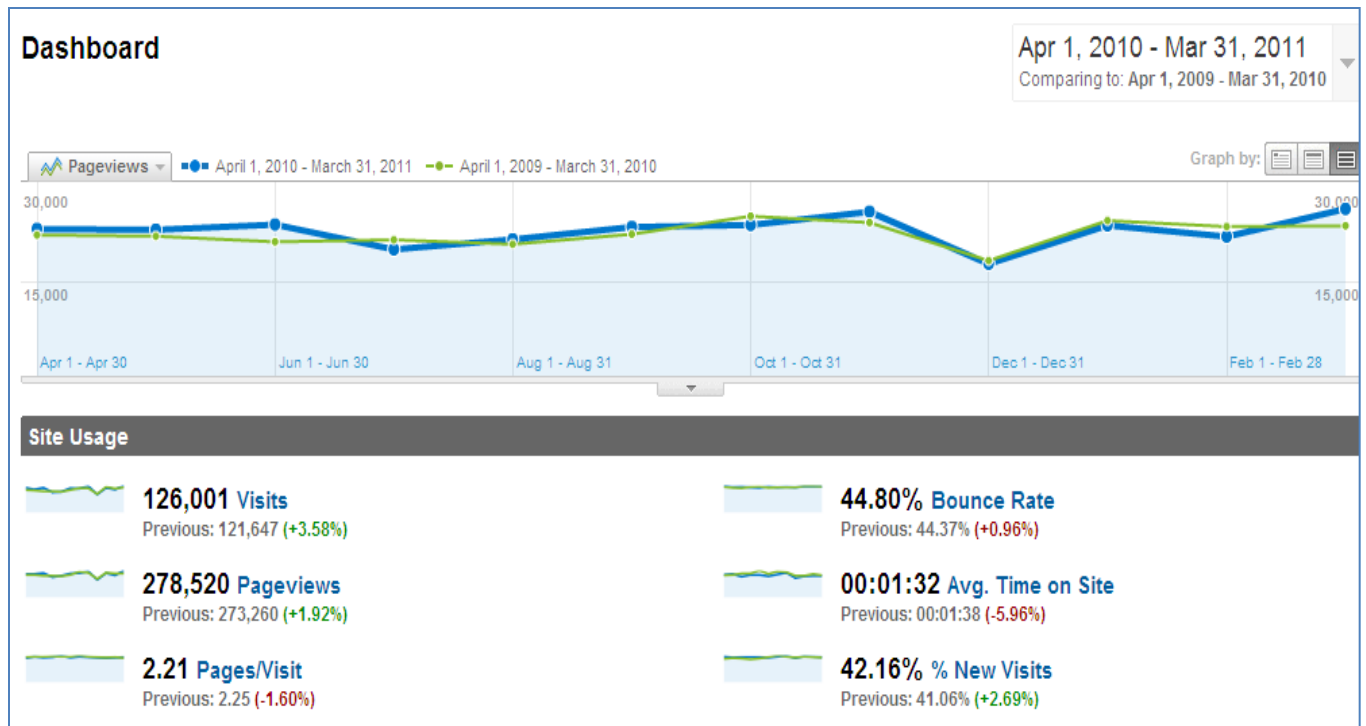 Dashboard
Apr 1, 2010 - Mar 31, 2011
Comparing to: Apr 1, 2009 - Mar 31, 2010
Pageviews April 1, 2010 - March 31, 2011 April 1, 2009 - March 31, 2010
Graph by:
30,000 30,000
15,000 15,000
Apr 1 - Apr 30 Jun 1 - Jun 30 Aug 1 - Aug 31 Oct 1 - Oct 31 Dec 1 - Dec 31 Feb 1 - Feb 28
Site Usage
126,001 Visits
Previous: 121,647 (+3.58%)
44.80% Bounce Rate
Previous: 44.37% (+0.96%)
278,520 Pageviews
Previous: 273,260 (+1.92%)
00:01:32 Avg. Time on Site
Previous: 00:01:38 (-5.96%)
2.21 Pages/Visit
Previous: 2.25 (-1.60%)
42.16% % New Visits
Previous: 41.06% (+2.69%)